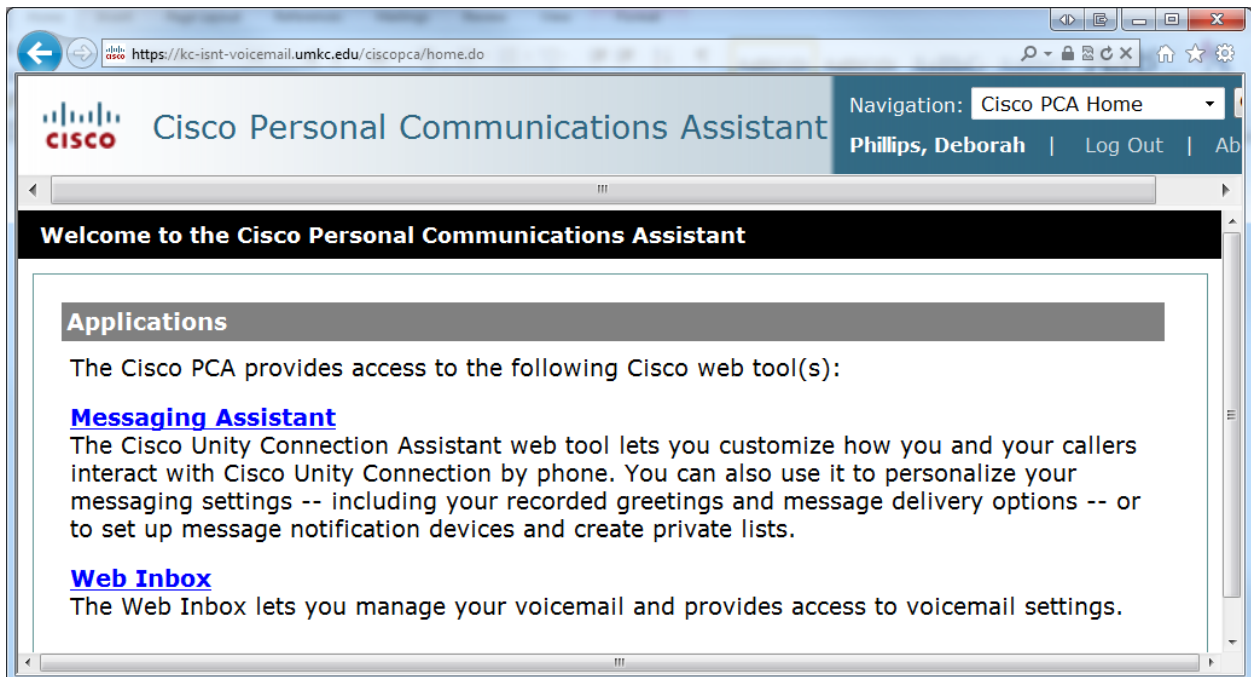 https://kc-isnt-voicemail.umkc.edu/ciscopca/home.do
CISCO
Cisco Personal Communications Assistant
Navigation: Cisco PCA Home
Phillips, Deborah | Log Out | Ab
Welcome to the Cisco Personal Communications Assistant
Applications
The Cisco PCA provides access to the following Cisco web tool(s):
Messaging Assistant
The Cisco Unity Connection Assistant web tool lets you customize how you and your callers
interact with Cisco Unity Connection by phone. You can also use it to personalize your
messaging settings -- including your recorded greetings and message delivery options -- or
to set up message notification devices and create private lists.
Web Inbox
The Web Inbox lets you manage your voicemail and provides access to voicemail settings.